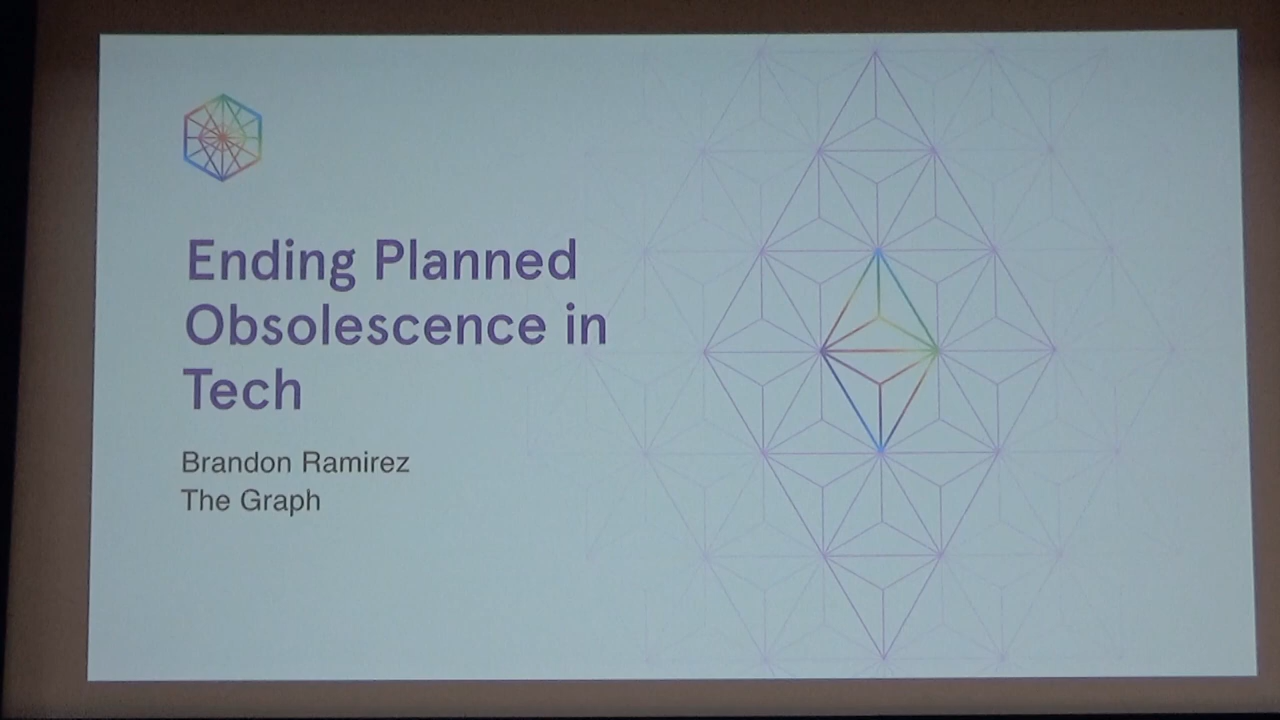 Ending Planned
Obsolescence in
Tech
Brandon Ramirez
The Graph